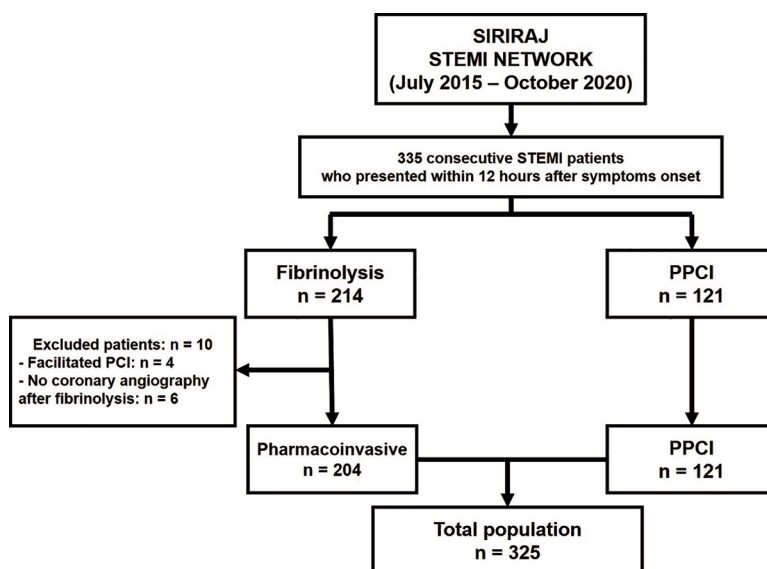 SIRIRAJ
STEMI NETWORK
(July 2015 – October 2020)
335 consecutive STEMI patients
who presented within 12 hours after symptoms onset
Fibrinolysis
n = 214
PPCI
n = 121
Excluded patients: n = 10
- Facilitated PCI: n = 4
- No coronary angiography
after fibrinolysis: n = 6
Pharmacoinvasive
n = 204
PPCI
n = 121
Total population
n = 325